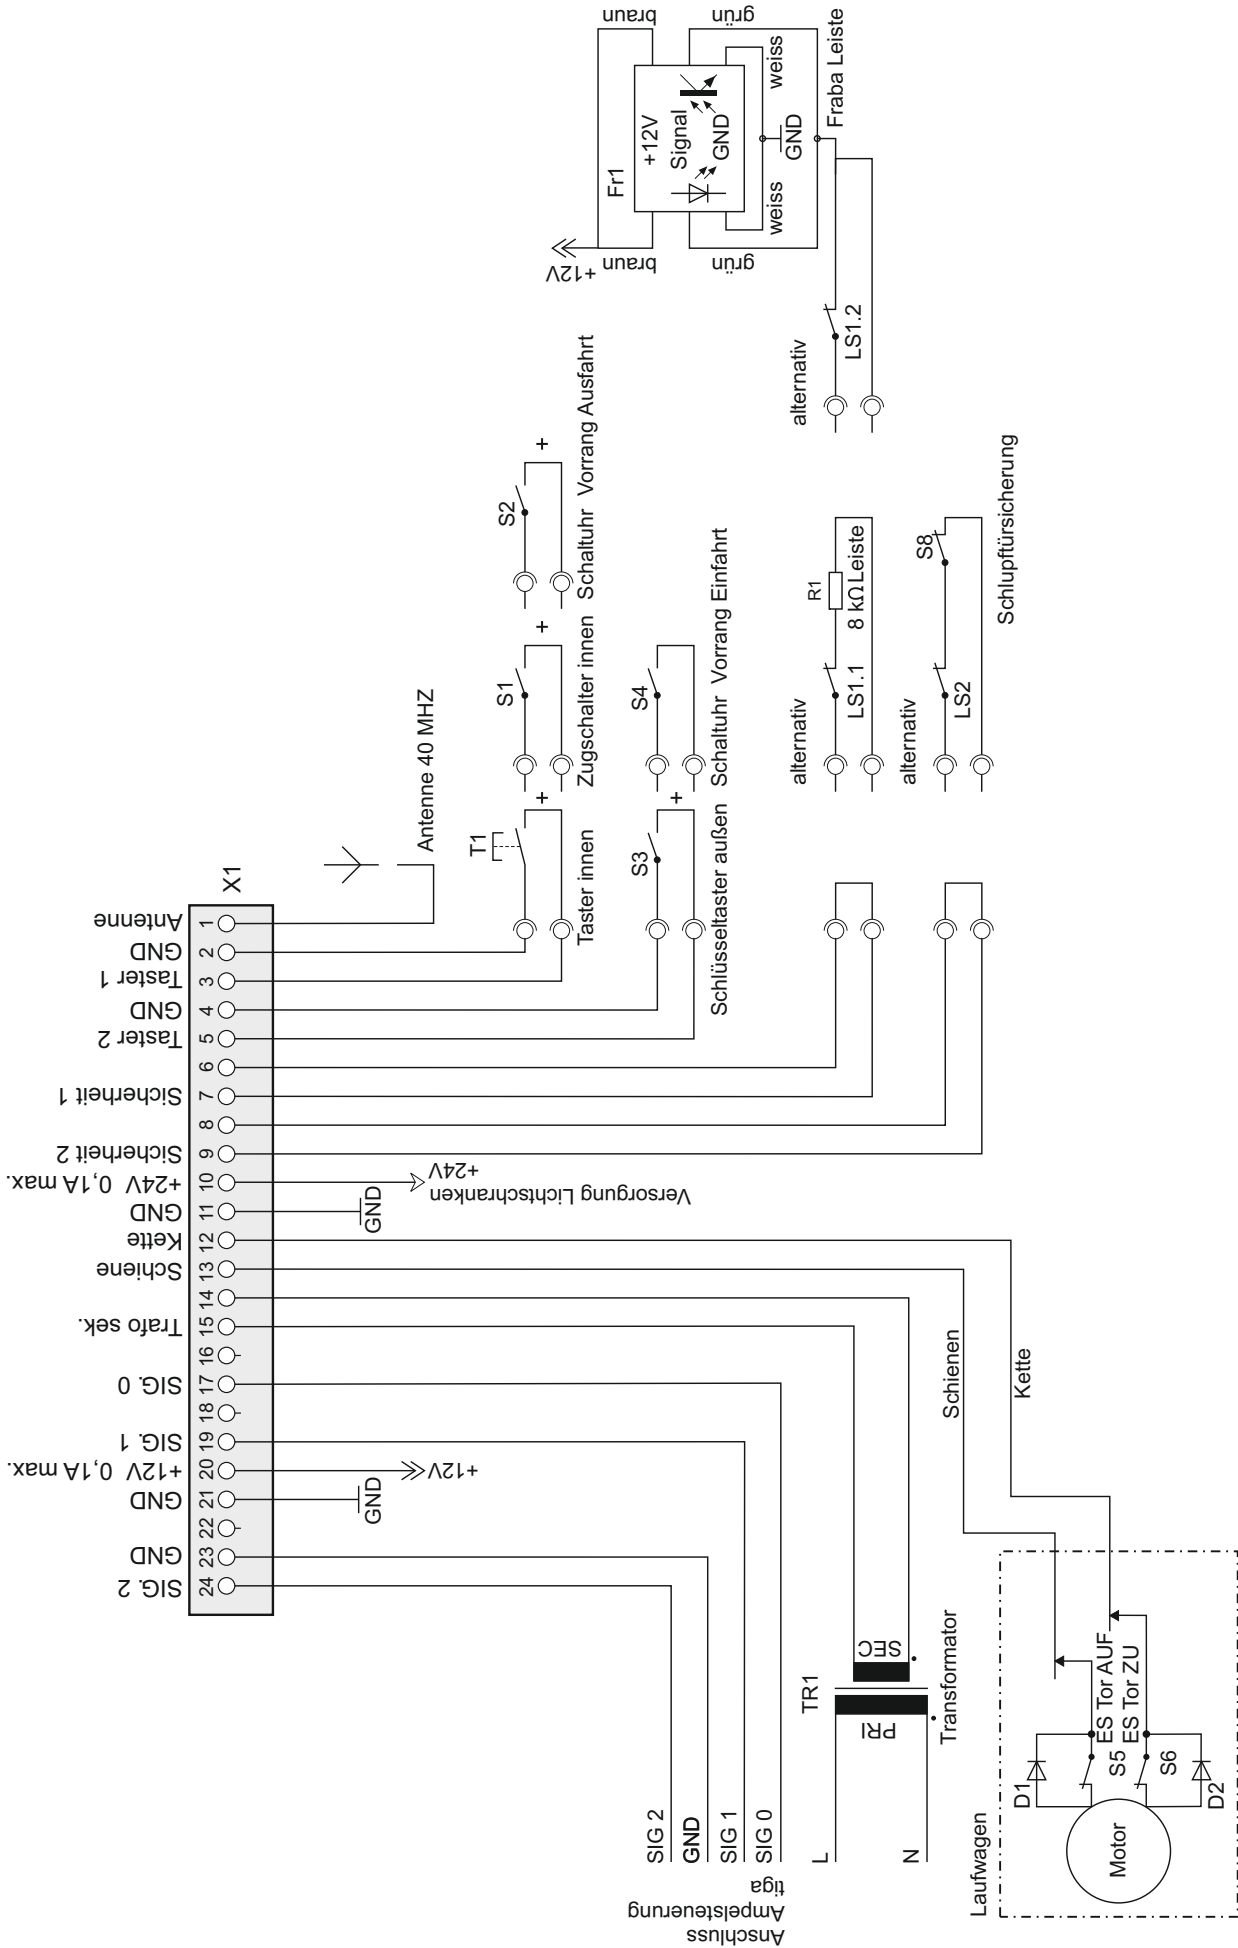 X1
Antenne
1
GND
2
Taster 1
3
GND
4
Taster 2
5
6
Sicherheit 1
7
8
Sicherheit 2
9
+24V 0,1A max.
10
GND
11
Kette
12
Schiene
13
14
Trafo sek.
15
16
SIG. 0
17
18
SIG. 1
19
+12V 0,1A max.
20
GND
21
22
GND
23
SIG. 2
24
Antenne 40 MHZ
T1
+
Taster innen
S1
+
Zugschalter innen
S2
+
Schaltuhr Vorrang Ausfahrt
S3
+
Schlüsseltaster außen
S4
Schaltuhr Vorrang Einfahrt
alternativ
LS1.1
R1
8 kΩ Leiste
alternativ
LS1.2
alternativ
LS2
S8
Schlupftürsicherung
+12V
braun
braun
Fr1
+12V
Signal
GND
grün
grün
weiss
weiss
GND
Fraba Leiste
+24V
Versorgung Lichtschranken
GND
+12V
GND
Schienen
Kette
SIG 2
GND
SIG 1
SIG 0
Anschluss
Ampelsteuerung
tiga
L
N
TR1
PRI
SEC
Transformator
Laufwagen
Motor
D1
S5
ES Tor AUF
ES Tor ZU
S6
D2